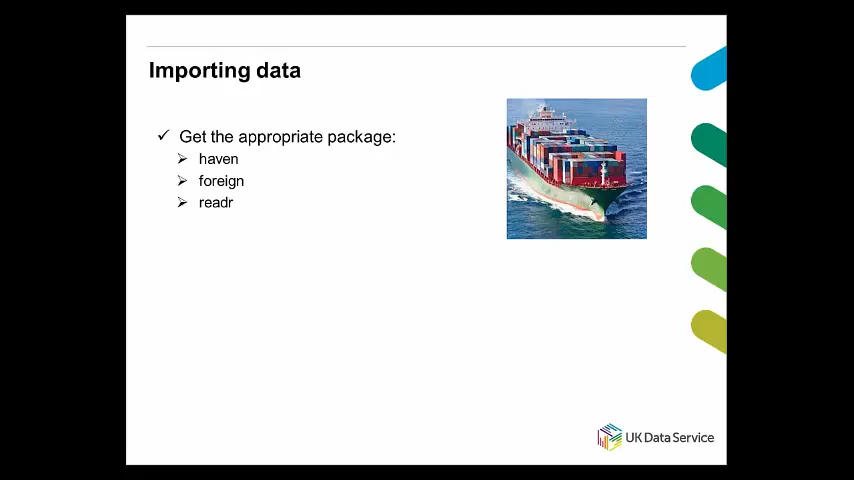 Importing data
Get the appropriate package:
haven
foreign
readr
UK Data Service